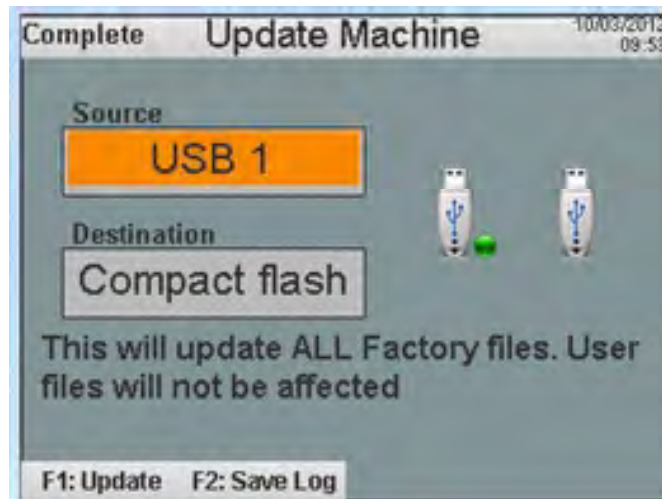 Complete Update Machine 10/03/2012
09:53
Source
USB 1
Destination
Compact flash
This will update ALL Factory files. User
files will not be affected
F1: Update F2: Save Log